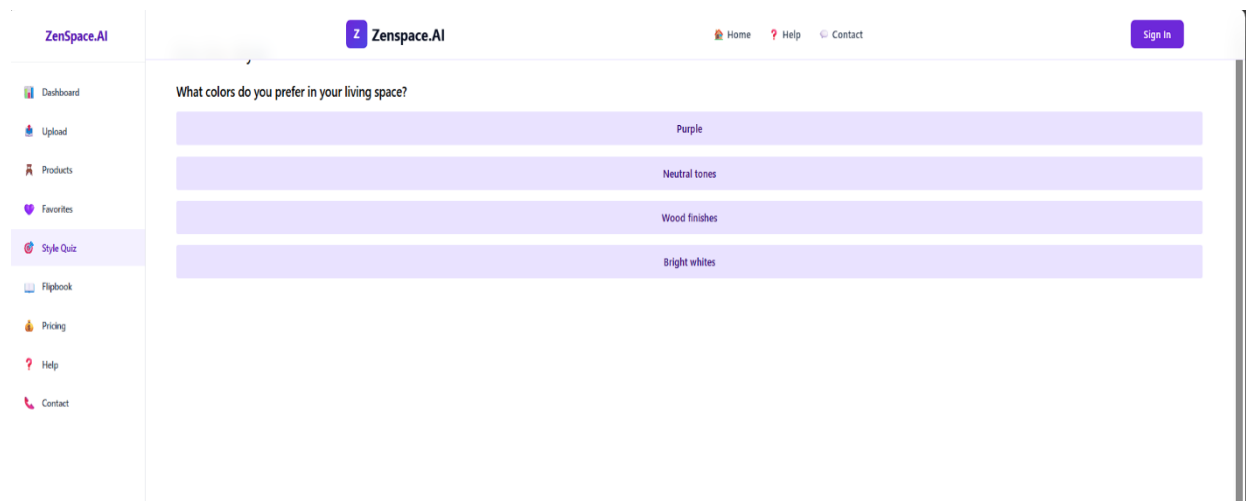 ZenSpace.AI
Dashboard
Upload
Products
Favorites
Style Quiz
Flipbook
Pricing
Help
Contact
Z Zenspace.AI
Home
Help
Contact
Sign In
What colors do you prefer in your living space?
Purple
Neutral tones
Wood finishes
Bright whites